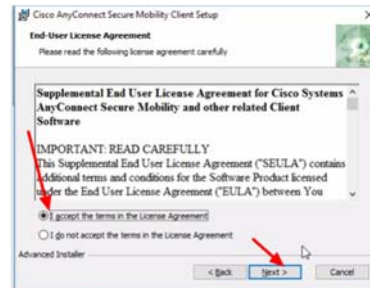 Cisco AnyConnect Secure Mobility Client Setup
End-User License Agreement
Please read the following license agreement carefully
Supplemental End User License Agreement for Cisco Systems
AnyConnect Secure Mobility and other related Client
Software
IMPORTANT: READ CAREFULLY
This Supplemental End User License Agreement ("SEULA") contains
additional terms and conditions for the Software Product licensed
under the End User License Agreement ("EULA") between You
I accept the terms in the License Agreement
I do not accept the terms in the License Agreement
Advanced Installer
< Back Next > Cancel